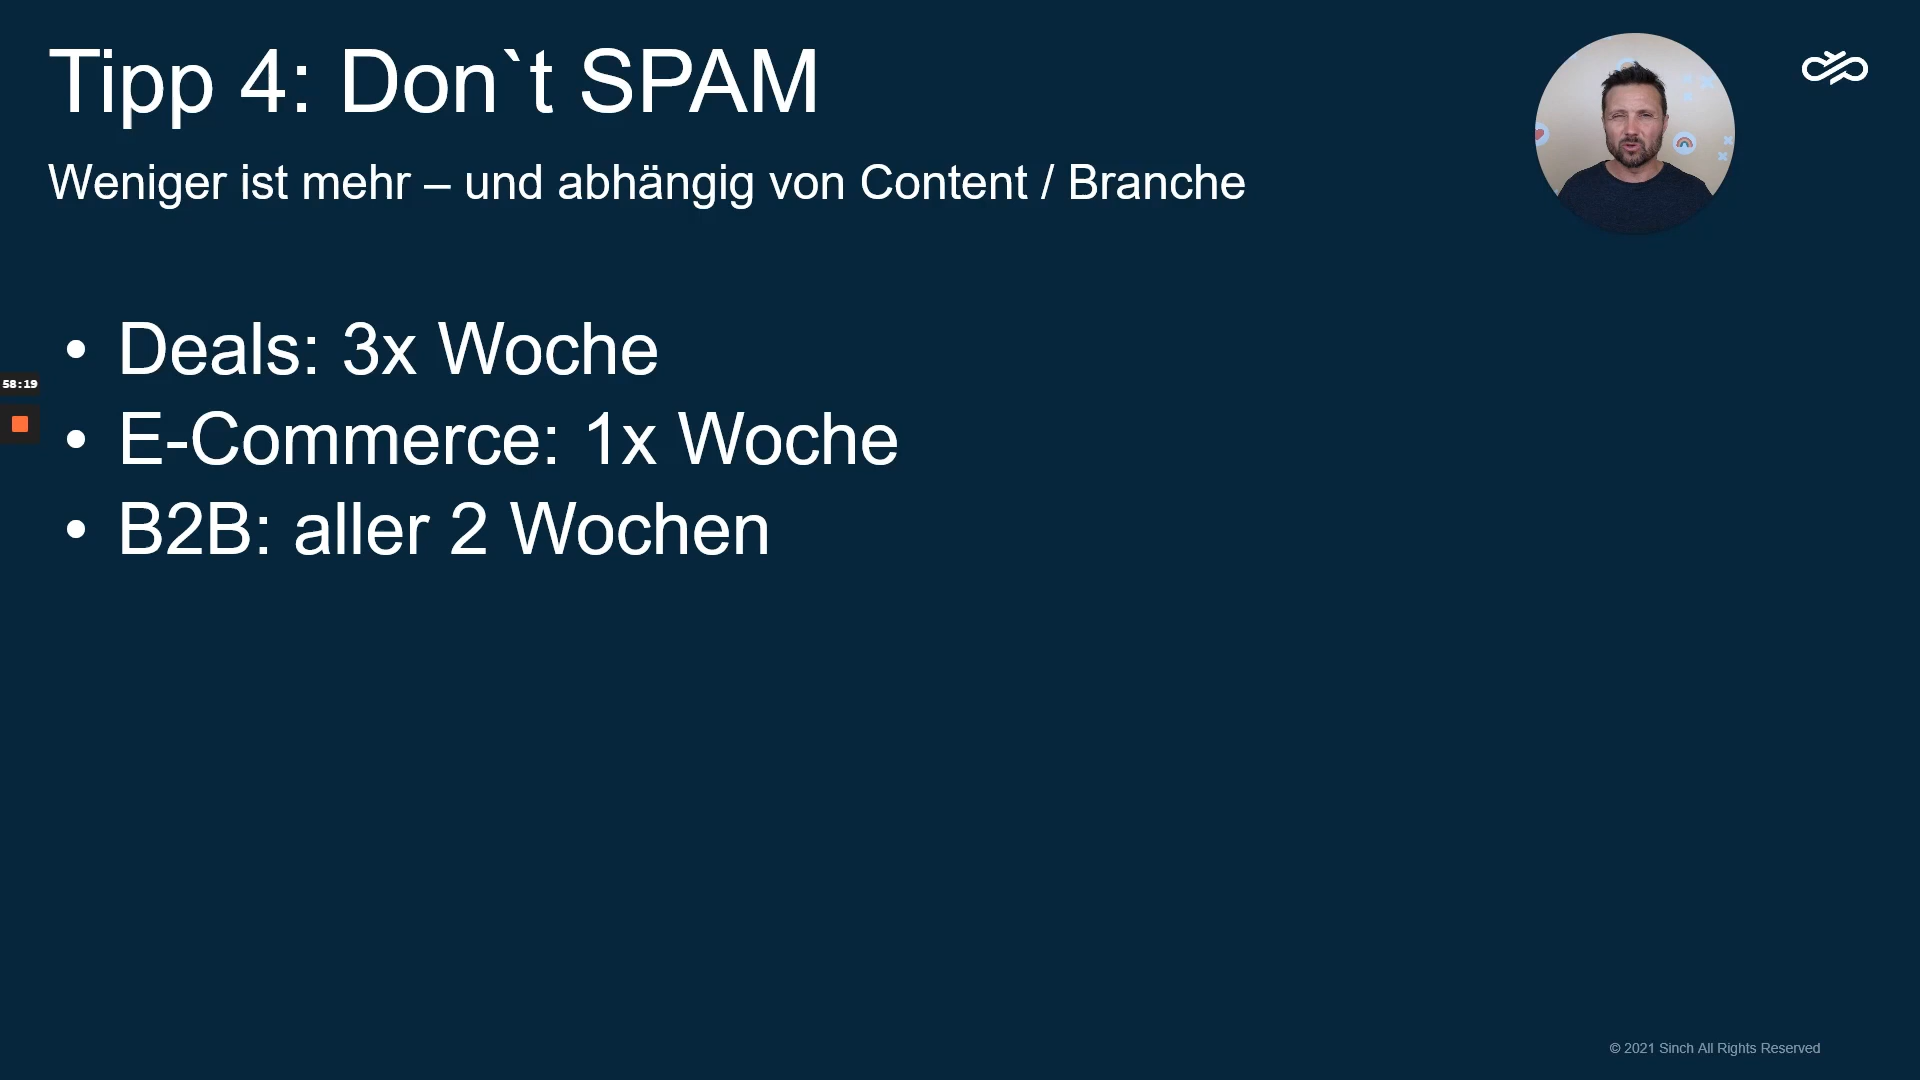 Tipp 4: Don`t SPAM
Weniger ist mehr – und abhängig von Content / Branche
• Deals: 3x Woche
58:19
• E-Commerce: 1x Woche
• B2B: aller 2 Wochen
© 2021 Sinch All Rights Reserved